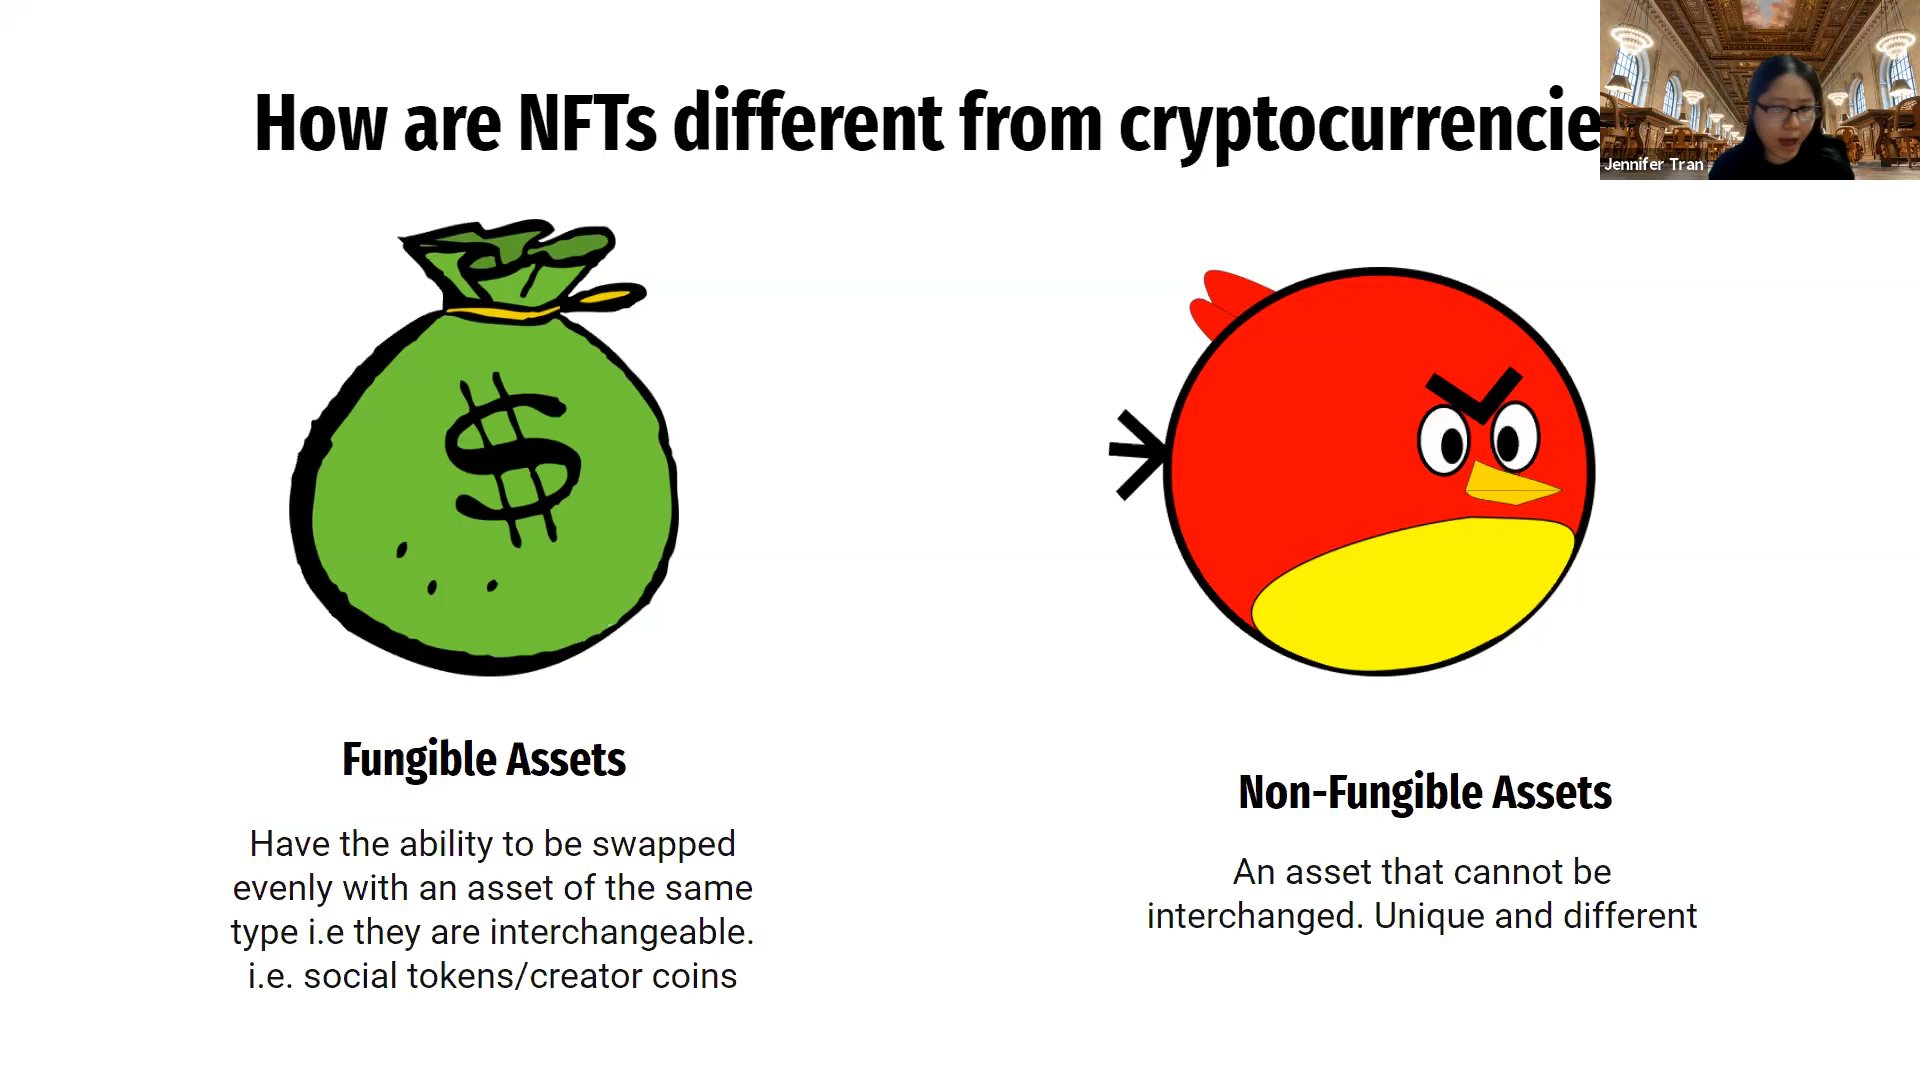 How are NFTs different from cryptocurrencie
Jennifer Tran
$
Fungible Assets
Have the ability to be swapped
evenly with an asset of the same
type i.e they are interchangeable.
i.e. social tokens/creator coins
Non-Fungible Assets
An asset that cannot be
interchanged. Unique and different